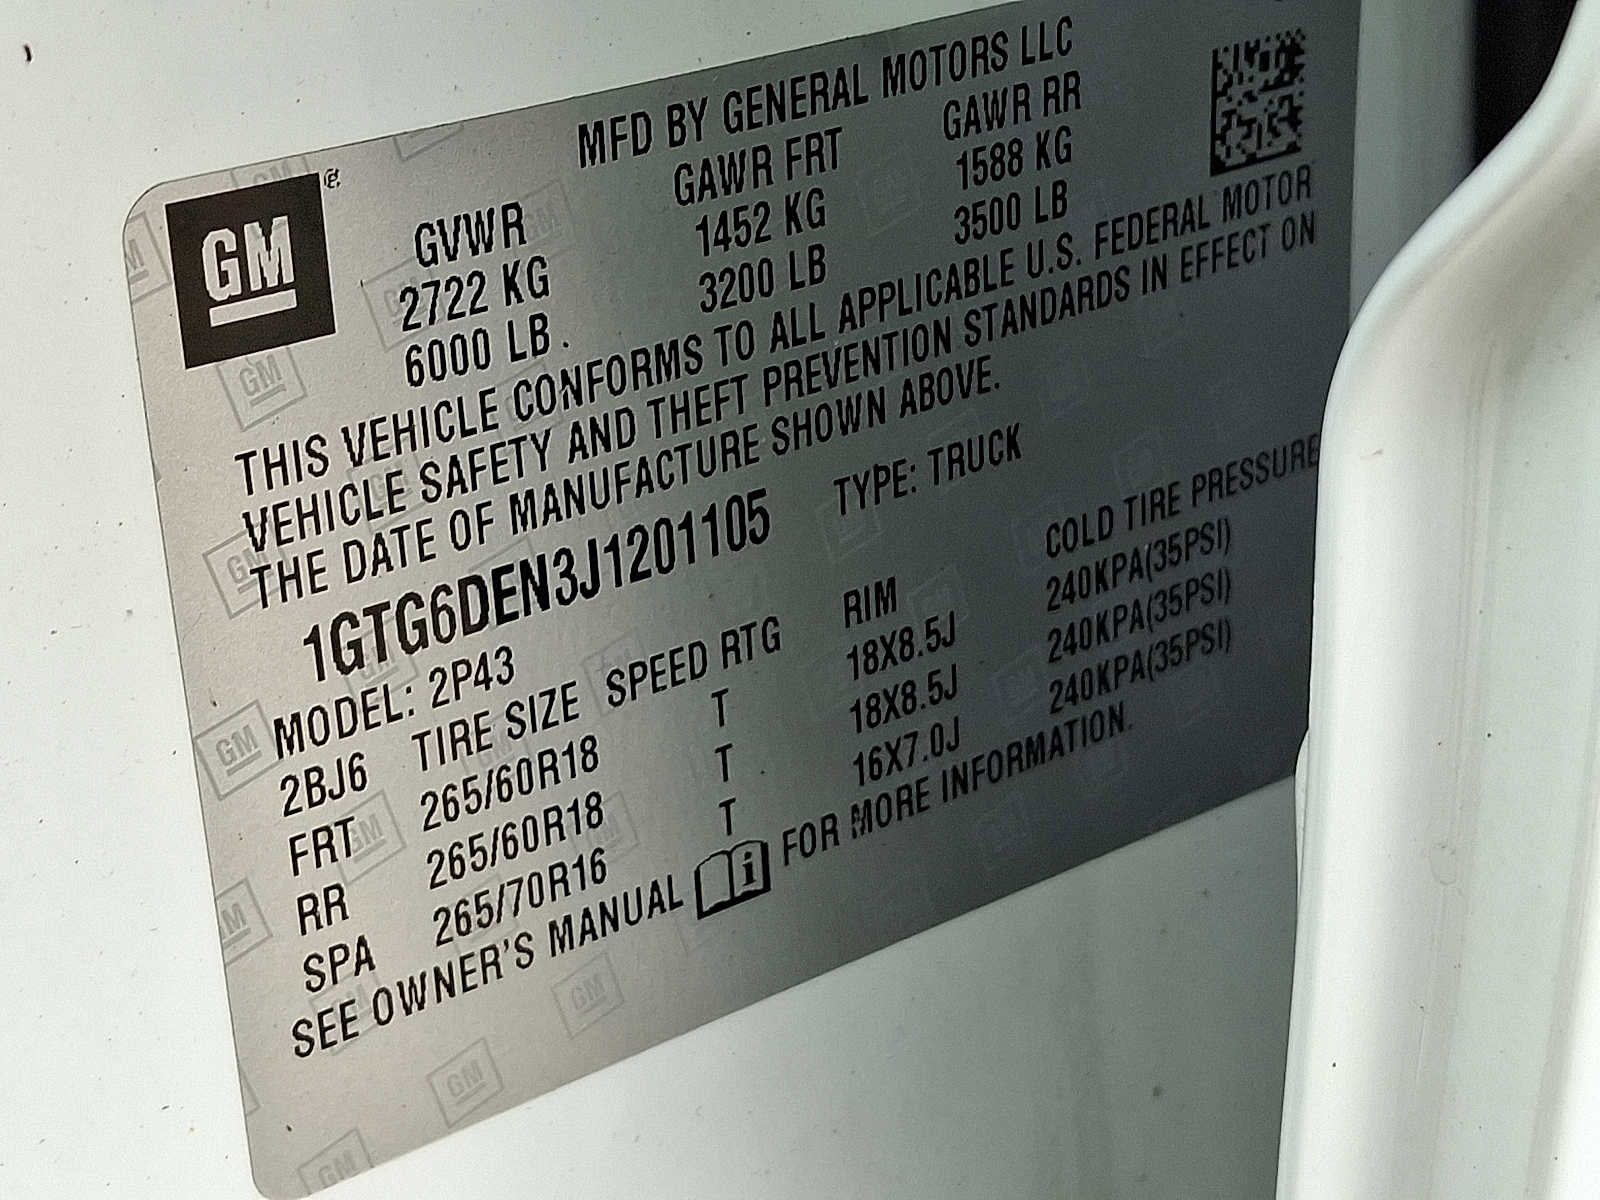 MFD BY GENERAL MOTORS LLC
GM
GVWR GAWR FRT GAWR RR
2722 KG 1452 KG 1588 KG
6000 LB 3200 LB 3500 LB
THIS VEHICLE CONFORMS TO ALL APPLICABLE U.S. FEDERAL MOTOR
VEHICLE SAFETY AND THEFT PREVENTION STANDARDS IN EFFECT ON
THE DATE OF MANUFACTURE SHOWN ABOVE.
1GTG6DEN3J1201105 TYPE: TRUCK
MODEL: 2P43
2BJ6 TIRE SIZE SPEED RTG RIM COLD TIRE PRESSURE
FRT 265/60R18 T 18X8.5J 240KPA(35PSI)
RR 265/60R18 T 18X8.5J 240KPA(35PSI)
SPA 265/70R16 T 16X7.0J 240KPA(35PSI)
SEE OWNER'S MANUAL i FOR MORE INFORMATION.